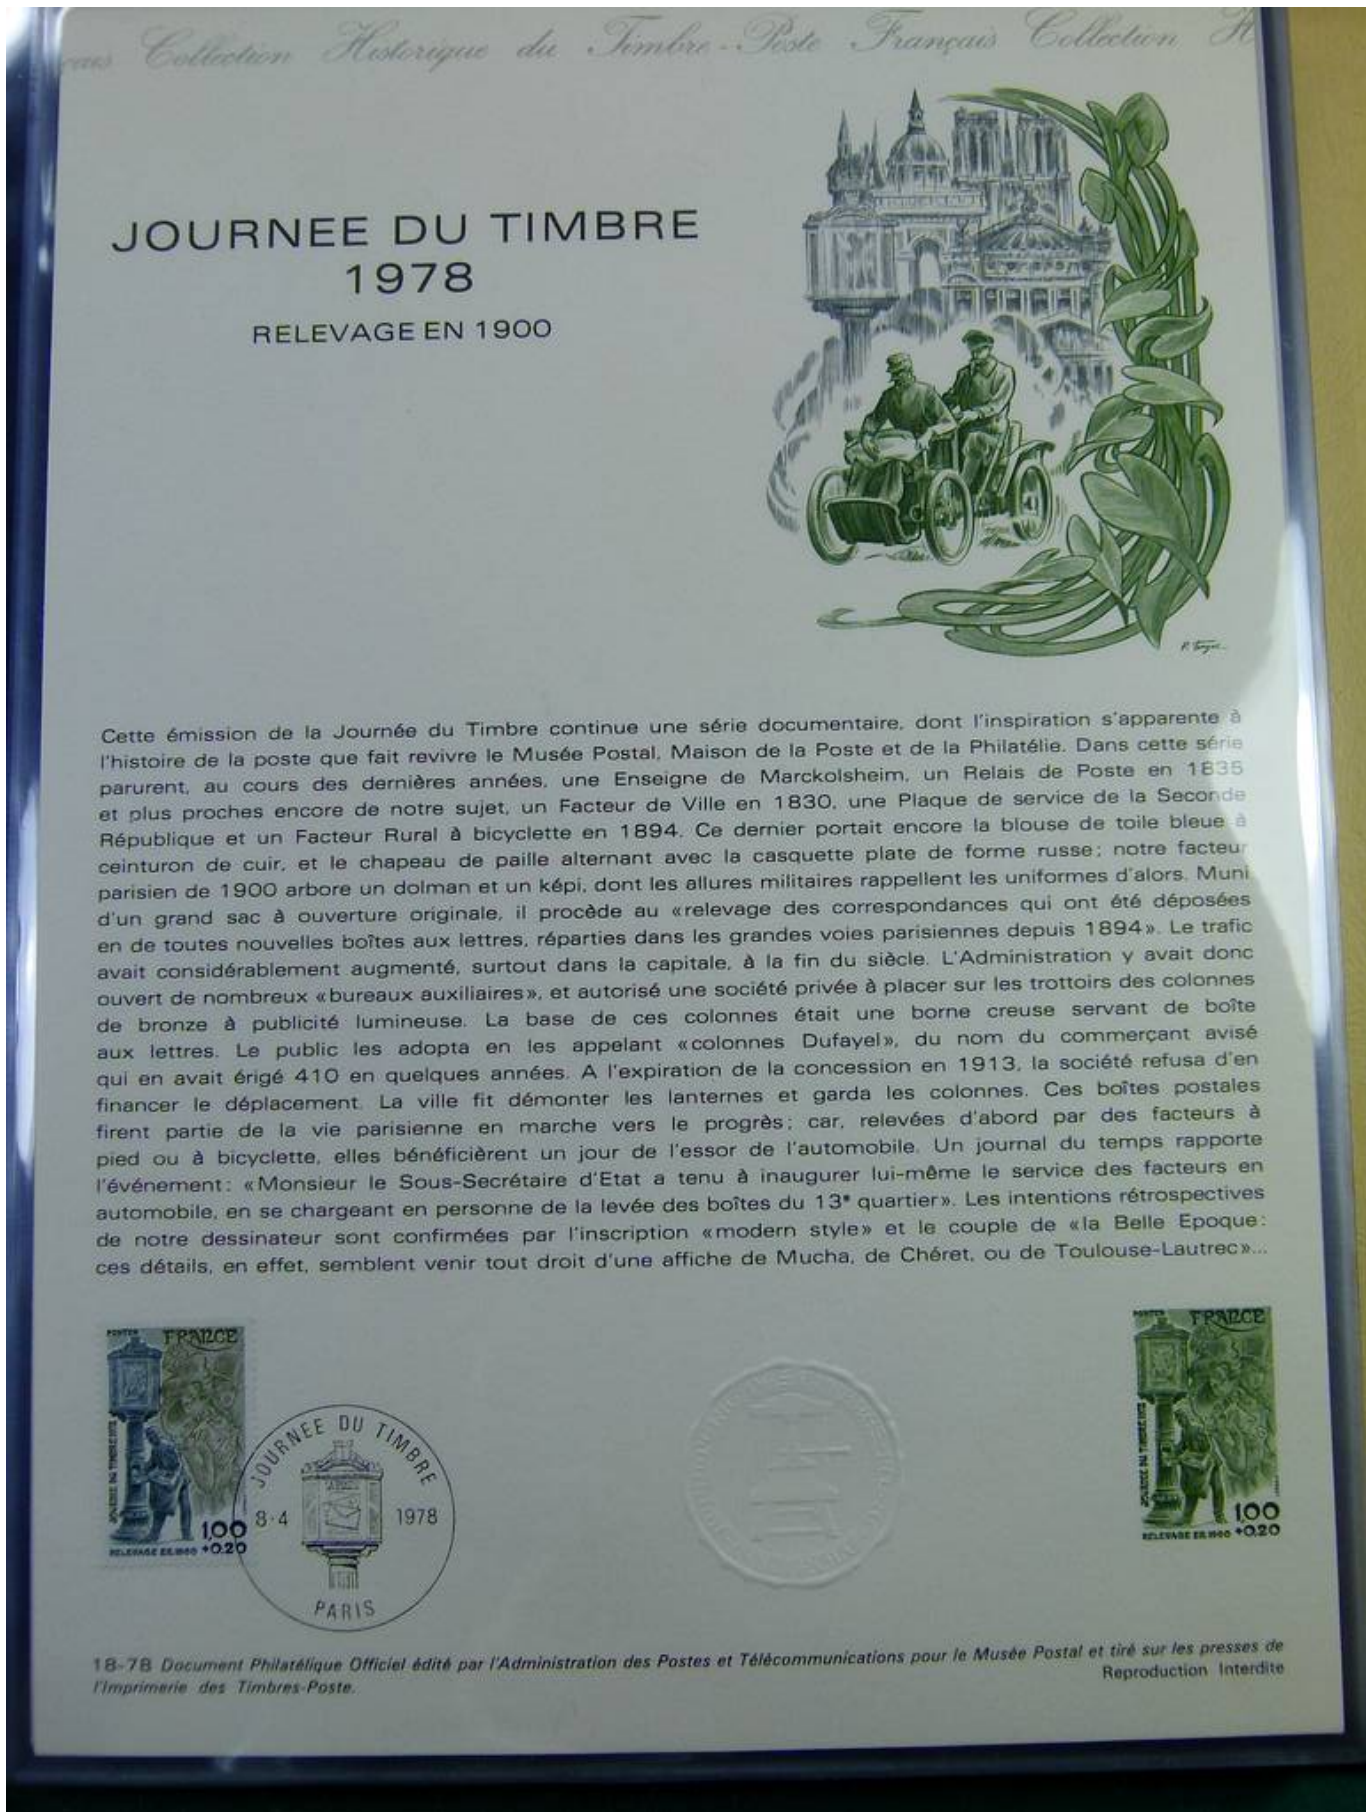 çais Collection Historique du Timbre-Poste Français Collection H
JOURNEE DU TIMBRE
1978
RELEVAGE EN 1900
Cette émission de la Journée du Timbre continue une série documentaire, dont l'inspiration s'apparente à
l'histoire de la poste que fait revivre le Musée Postal, Maison de la Poste et de la Philatélie. Dans cette série
parurent, au cours des dernières années, une Enseigne de Marckolsheim, un Relais de Poste en 1835
et plus proches encore de notre sujet, un Facteur de Ville en 1830, une Plaque de service de la Seconde
République et un Facteur Rural à bicyclette en 1894. Ce dernier portait encore la blouse de toile bleue à
ceinturon de cuir, et le chapeau de paille alternant avec la casquette plate de forme russe; notre facteur
parisien de 1900 arbore un dolman et un képi, dont les allures militaires rappellent les uniformes d'alors. Muni
d'un grand sac à ouverture originale, il procède au «relevage des correspondances qui ont été déposées
en de toutes nouvelles boîtes aux lettres, réparties dans les grandes voies parisiennes depuis 1894». Le trafic
avait considérablement augmenté, surtout dans la capitale, à la fin du siècle. L'Administration y avait donc
ouvert de nombreux «bureaux auxiliaires», et autorisé une société privée à placer sur les trottoirs des colonnes
de bronze à publicité lumineuse. La base de ces colonnes était une borne creuse servant de boîte
aux lettres. Le public les adopta en les appelant «colonnes Dufayel», du nom du commerçant avisé
qui en avait érigé 410 en quelques années. A l'expiration de la concession en 1913, la société refusa d'en
financer le déplacement. La ville fit démonter les lanternes et garda les colonnes. Ces boîtes postales
firent partie de la vie parisienne en marche vers le progrès; car, relevées d'abord par des facteurs à
pied ou à bicyclette, elles bénéficièrent un jour de l'essor de l'automobile. Un journal du temps rapporte
l'événement: «Monsieur le Sous-Secrétaire d'Etat a tenu à inaugurer lui-même le service des facteurs en
automobile, en se chargeant en personne de la levée des boîtes du 13e quartier». Les intentions rétrospectives
de notre dessinateur sont confirmées par l'inscription «modern style» et le couple de «la Belle Epoque:
ces détails, en effet, semblent venir tout droit d'une affiche de Mucha, de Chéret, ou de Toulouse-Lautrec»...
POSTES FRANCE
JOURNEE DU TIMBRE 1978
1,00
+0,20
RELEVAGE EN 1900
JOURNEE DU TIMBRE
8-4 1978
PARIS
POSTES FRANCE
JOURNEE DU TIMBRE 1978
1,00
+0,20
RELEVAGE EN 1900
18-78 Document Philatélique Officiel édité par l'Administration des Postes et Télécommunications pour le Musée Postal et tiré sur les presses de
l'Imprimerie des Timbres-Poste.
Reproduction Interdite